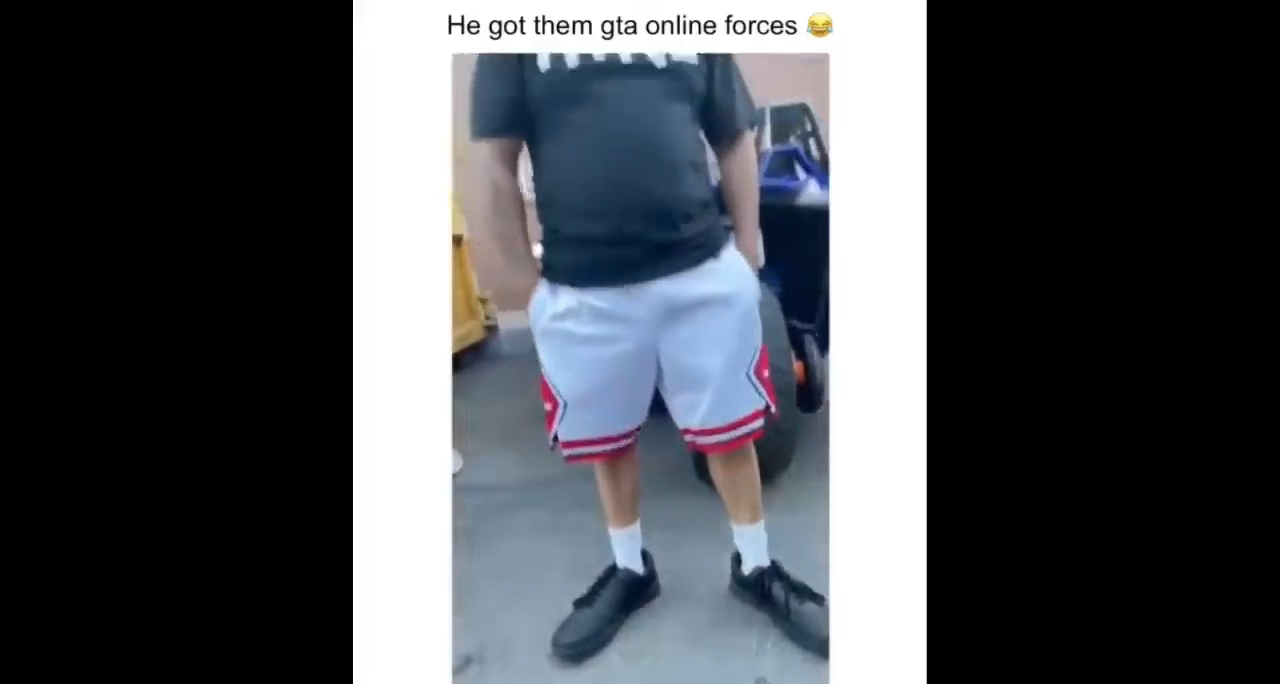 He got them gta online forces 😂